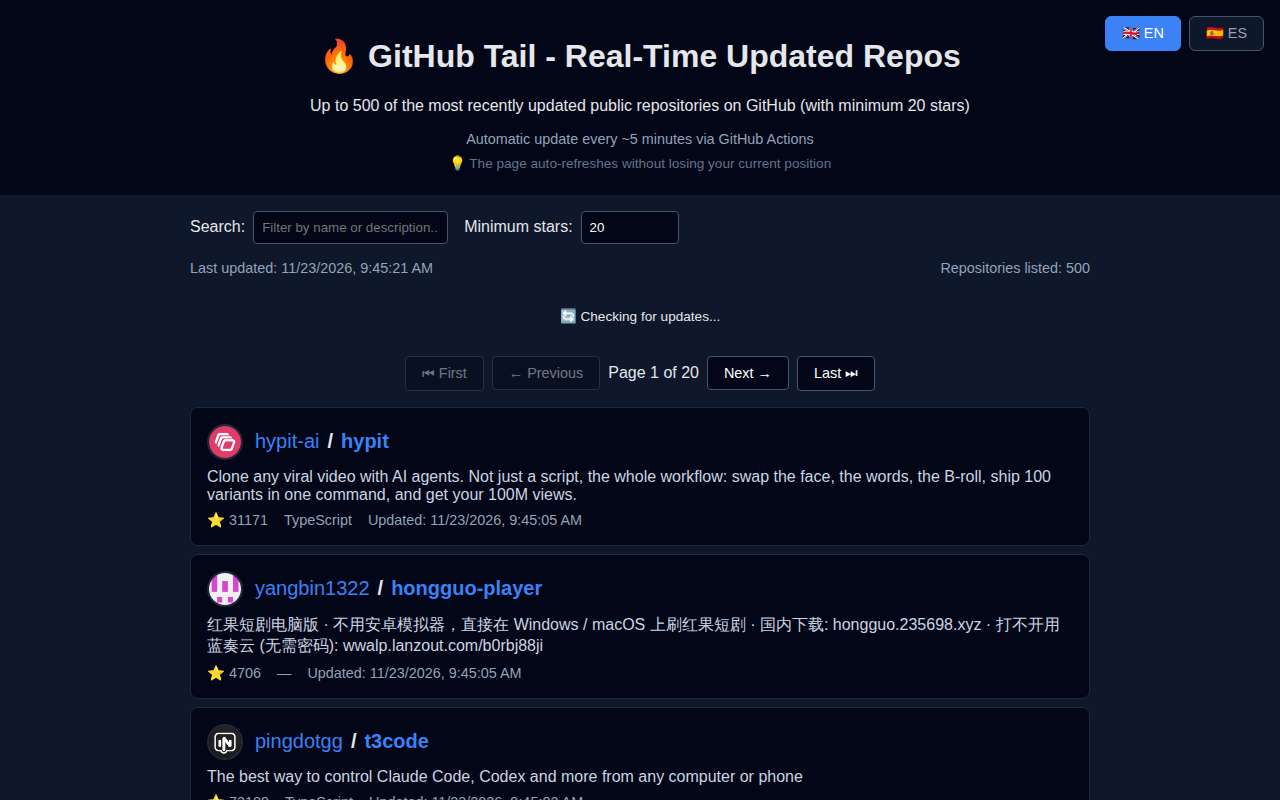 🇬🇧 EN
🇪🇸 ES
🔥 GitHub Tail - Real-Time Updated Repos
Up to 500 of the most recently updated public repositories on GitHub (with minimum 20 stars)
Automatic update every ~5 minutes via GitHub Actions
💡 The page auto-refreshes without losing your current position
Search: Filter by name or description.. Minimum stars: 20
Last updated: 11/23/2026, 9:45:21 AM Repositories listed: 500
🔄 Checking for updates...
⏮ First ← Previous Page 1 of 20 Next → Last ⏭
hypit-ai / hypit
Clone any viral video with AI agents. Not just a script, the whole workflow: swap the face, the words, the B-roll, ship 100
variants in one command, and get your 100M views.
⭐ 31171 TypeScript Updated: 11/23/2026, 9:45:05 AM
yangbin1322 / hongguo-player
红果短剧电脑版 · 不用安卓模拟器，直接在 Windows / macOS 上刷红果短剧 · 国内下载: hongguo.235698.xyz · 打不开用
蓝奏云 (无需密码): wwalp.lanzout.com/b0rbj88ji
⭐ 4706 — Updated: 11/23/2026, 9:45:05 AM
pingdotgg / t3code
The best way to control Claude Code, Codex and more from any computer or phone